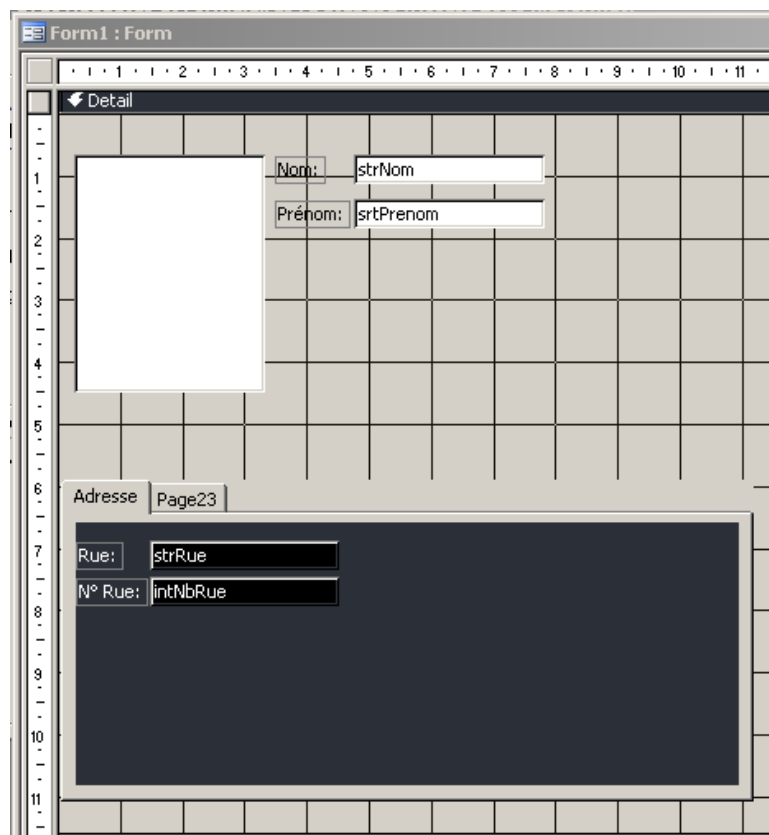 Form1 : Form
1 2 3 4 5 6 7 8 9 10 11
Detail
1
Nom: strNom
Prénom: srtPrenom
2
3
4
5
6
Adresse Page23
7
Rue: strRue
N° Rue: intNbRue
8
9
10
11